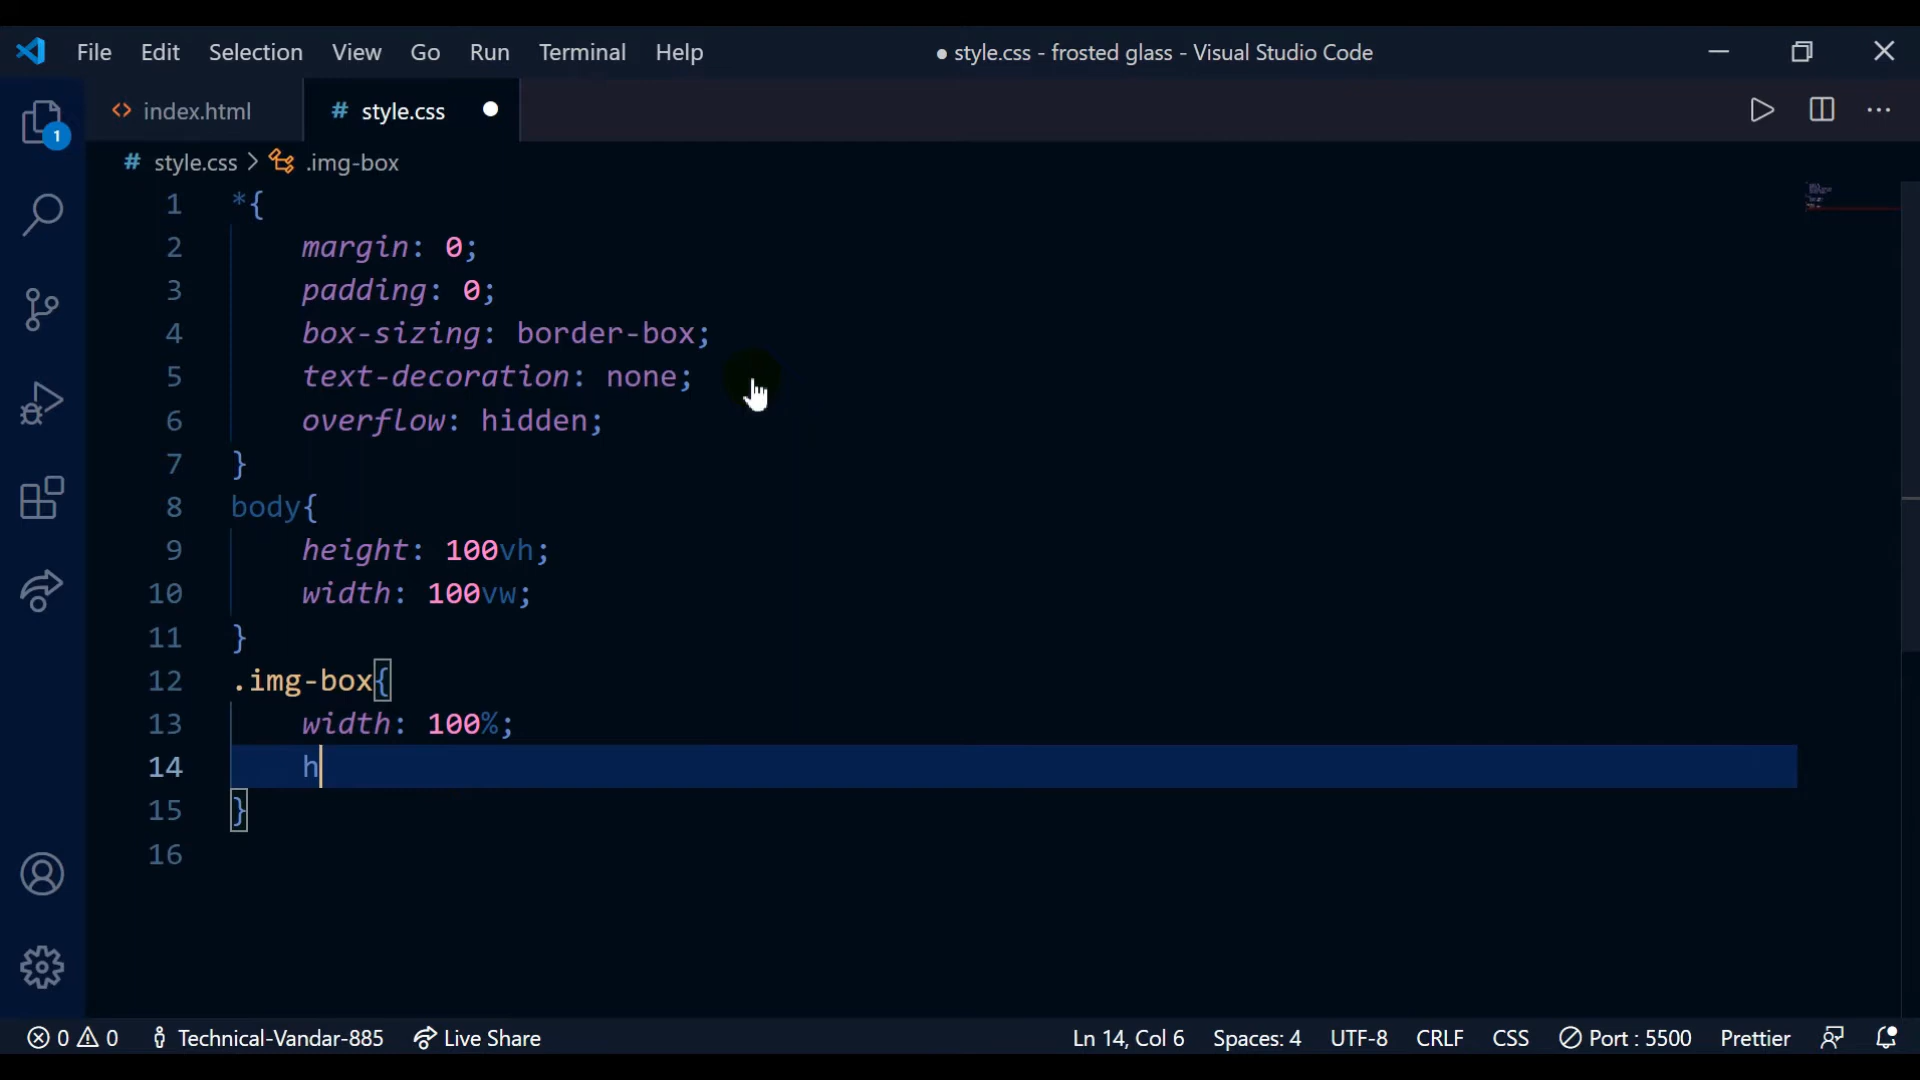 File Edit Selection View Go Run Terminal Help ● style.css - frosted glass - Visual Studio Code
index.html # style.css
1
# style.css > .img-box
1 *{
2 margin: 0;
3 padding: 0;
4 box-sizing: border-box;
5 text-decoration: none;
6 overflow: hidden;
7 }
8 body{
9 height: 100vh;
10 width: 100vw;
11 }
12 .img-box{
13 width: 100%;
14 h
15 }
16
0 0 Technical-Vandar-885 Live Share Ln 14, Col 6 Spaces: 4 UTF-8 CRLF CSS Port : 5500 Prettier